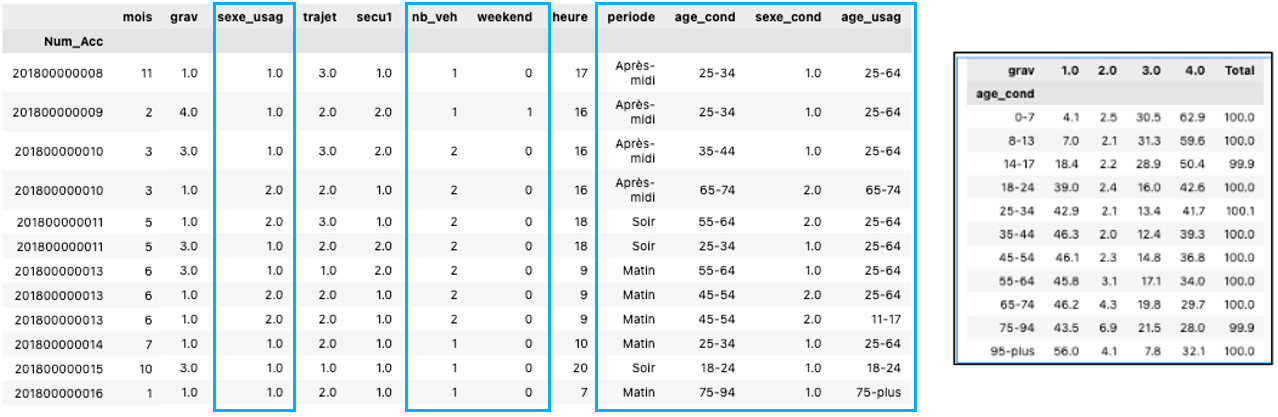 mois grav sexe_usag trajet secu1 nb_veh weekend heure periode age_cond sexe_cond age_usag
Num_Acc
201800000008 11 1.0 1.0 3.0 1.0 1 0 17 Après-midi 25-34 1.0 25-64
201800000009 2 4.0 1.0 2.0 2.0 1 1 16 Après-midi 25-34 1.0 25-64
201800000010 3 3.0 1.0 3.0 2.0 2 0 16 Après-midi 35-44 1.0 25-64
201800000010 3 1.0 2.0 2.0 1.0 2 0 16 Après-midi 65-74 2.0 65-74
201800000011 5 1.0 2.0 3.0 1.0 2 0 18 Soir 55-64 2.0 25-64
201800000011 5 3.0 1.0 2.0 2.0 2 0 18 Soir 25-34 1.0 25-64
201800000013 6 3.0 1.0 1.0 2.0 2 0 9 Matin 55-64 1.0 25-64
201800000013 6 1.0 2.0 2.0 1.0 2 0 9 Matin 45-54 2.0 25-64
201800000013 6 1.0 2.0 2.0 1.0 2 0 9 Matin 45-54 2.0 11-17
201800000014 7 1.0 1.0 2.0 1.0 1 0 10 Matin 25-34 1.0 25-64
201800000015 10 3.0 1.0 1.0 1.0 1 0 20 Soir 18-24 1.0 18-24
201800000016 1 1.0 1.0 2.0 1.0 1 0 7 Matin 75-94 1.0 75-plus
grav 1.0 2.0 3.0 4.0 Total
age_cond
0-7 4.1 2.5 30.5 62.9 100.0
8-13 7.0 2.1 31.3 59.6 100.0
14-17 18.4 2.2 28.9 50.4 99.9
18-24 39.0 2.4 16.0 42.6 100.0
25-34 42.9 2.1 13.4 41.7 100.1
35-44 46.3 2.0 12.4 39.3 100.0
45-54 46.1 2.3 14.8 36.8 100.0
55-64 45.8 3.1 17.1 34.0 100.0
65-74 46.2 4.3 19.8 29.7 100.0
75-94 43.5 6.9 21.5 28.0 99.9
95-plus 56.0 4.1 7.8 32.1 100.0